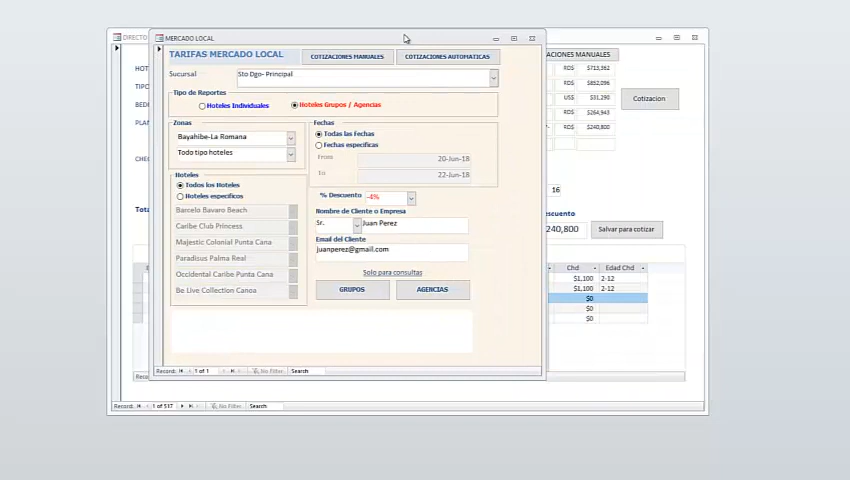 DIRECTO
MERCADO LOCAL
TARIFAS MERCADO LOCAL
COTIZACIONES MANUALES
COTIZACIONES AUTOMATICAS
ACIONES MANUALES
Sucursal
Sto Dgo- Principal
Tipo de Reportes
Hoteles Individuales
Hoteles Grupos / Agencias
Zonas
Bayahibe-La Romana
Todo tipo hoteles
Fechas
Todas las Fechas
Fechas especificas
From
20-Jun-18
To
22-Jun-18
Hoteles
Todos los Hoteles
Hoteles especificos
Barcelo Bavaro Beach
Caribe Club Princess
Majestic Colonial Punta Cana
Paradisus Palma Real
Occidental Caribe Punta Cana
Be Live Collection Canoa
% Descuento
-4%
Nombre de Cliente o Empresa
Sr.
Juan Perez
Email del Cliente
juanperez@gmail.com
Solo para consultas
GRUPOS
AGENCIAS
Record:
1 of 1
No Filter
Search
HOT
TIPO
BED
PLAN
CHEC
Tota
RD$ $713,362
RD$ $852,096
US$ $31,290
RD$ $264,943
RD$ $240,800
Cotizacion
16
scuento
240,800
Salvar para cotizar
Chd
Edad Chd
$1,100 2-12
$1,100 2-12
$0
$0
$0
Reco
Record:
1 of 517
No Filter
Search